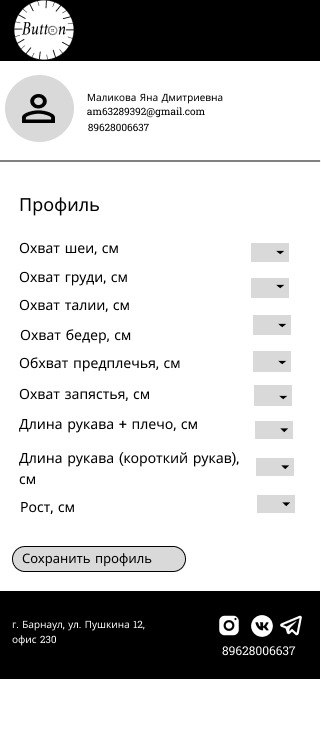 Button
Маликова Яна Дмитриевна
am63289392@gmail.com
89628006637
Профиль
Охват шеи, см
Охват груди, см
Охват талии, см
Охват бедер, см
Обхват предплечья, см
Охват запястья, см
Длина рукава + плечо, см
Длина рукава (короткий рукав),
см
Рост, см
Сохранить профиль
г. Барнаул, ул. Пушкина 12,
офис 230
89628006637